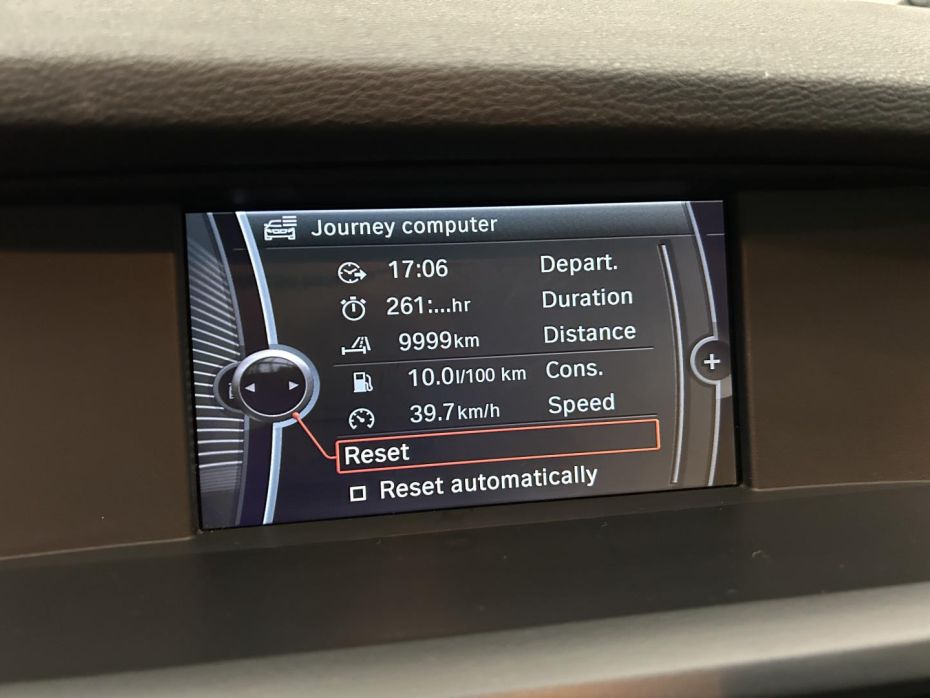 Journey computer
17:06 Depart.
261:...hr Duration
9999km Distance
10.0l/100 km Cons.
39.7km/h Speed
Reset
Reset automatically
+